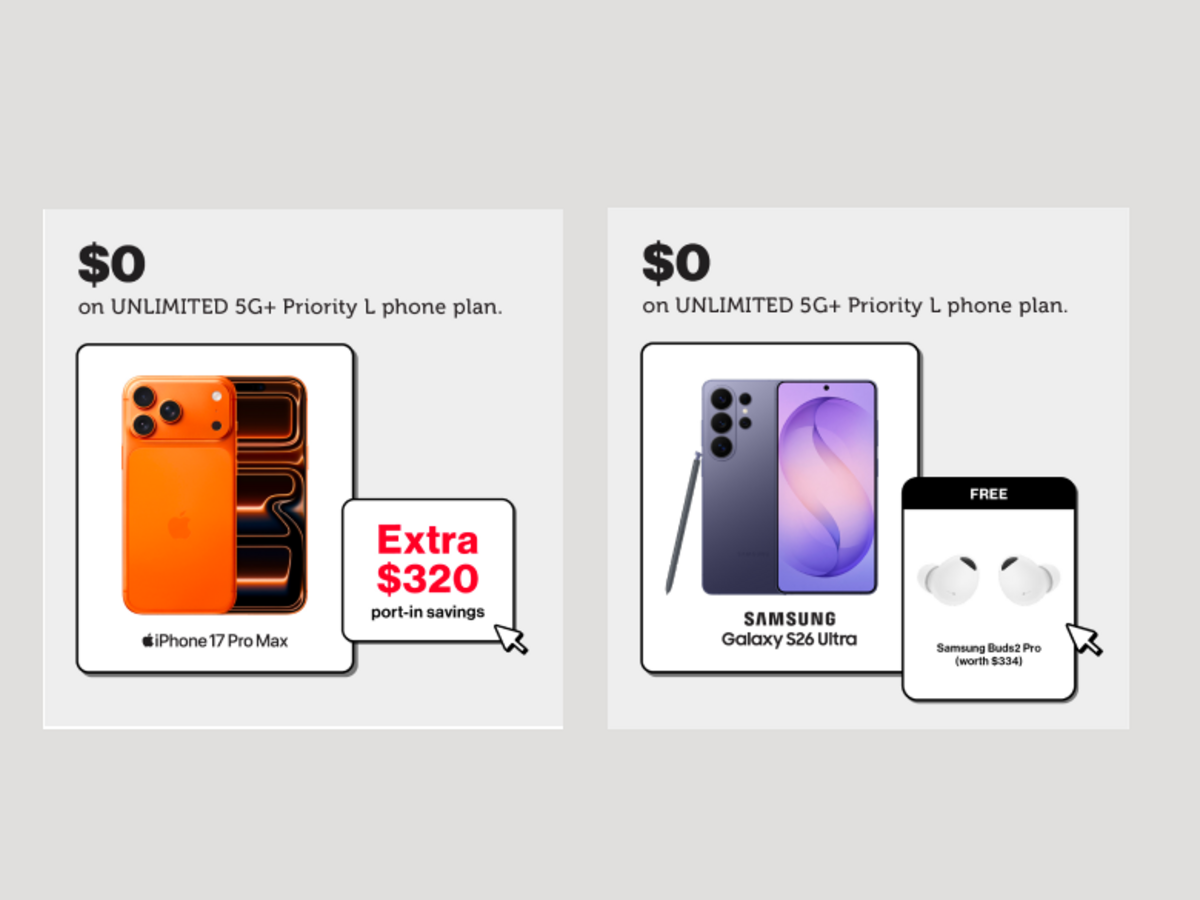 $0
on UNLIMITED 5G+ Priority L phone plan.
Extra
$320
port-in savings
iPhone 17 Pro Max
$0
on UNLIMITED 5G+ Priority L phone plan.
FREE
SAMSUNG
Galaxy S26 Ultra
Samsung Buds2 Pro
(worth $334)